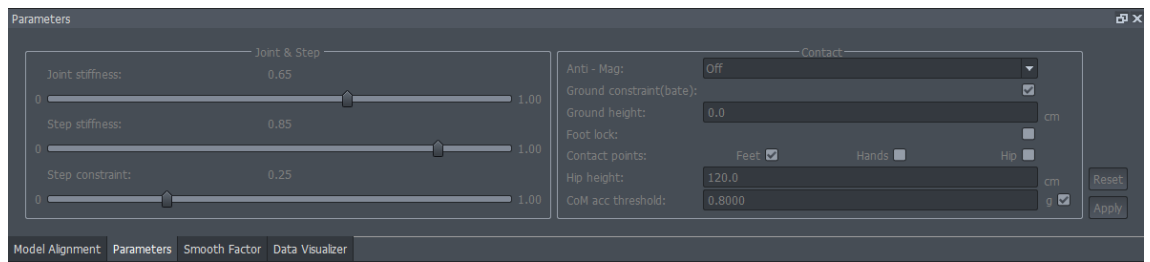 Parameters
Joint & Step
Joint stiffness: 0.65
0 1.00
Step stiffness: 0.85
0 1.00
Step constraint: 0.25
0 1.00
Contact
Anti - Mag: Off
Ground constraint(bate):
Ground height: 0.0 cm
Foot lock:
Contact points: Feet Hands Hip
Hip height: 120.0 cm
CoM acc threshold: 0.8000 g
Reset
Apply
Model Alignment Parameters Smooth Factor Data Visualizer